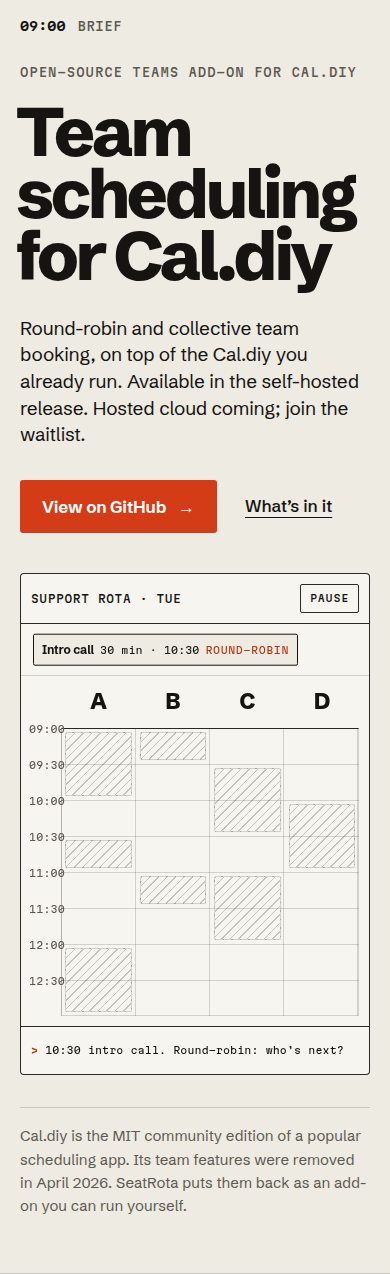 09:00 BRIEF
OPEN-SOURCE TEAMS ADD-ON FOR CAL.DIY
Team
scheduling
for Cal.diy
Round-robin and collective team
booking, on top of the Cal.diy you
already run. Available in the self-hosted
release. Hosted cloud coming; join the
waitlist.
View on GitHub →
What's in it
SUPPORT ROTA · TUE
PAUSE
Intro call 30 min · 10:30 ROUND-ROBIN
A B C D
09:00
09:30
10:00
10:30
11:00
11:30
12:00
12:30
> 10:30 intro call. Round-robin: who's next?
Cal.diy is the MIT community edition of a popular
scheduling app. Its team features were removed
in April 2026. SeatRota puts them back as an add-
on you can run yourself.